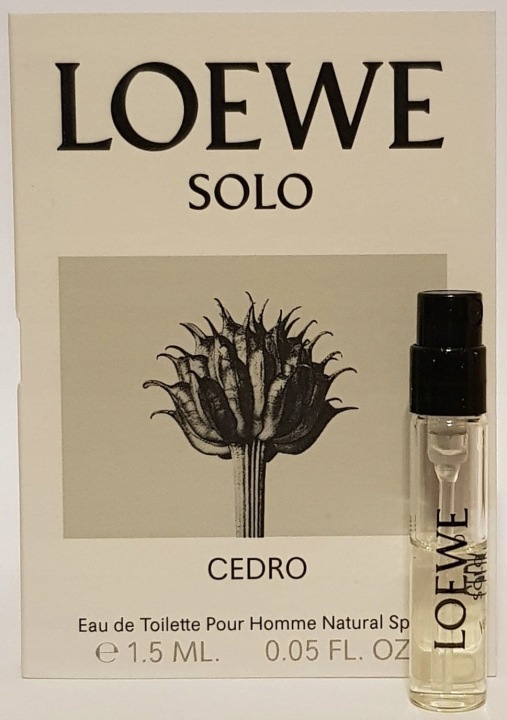 LOEWE
SOLO
CEDRO
Eau de Toilette Pour Homme Natural Sp
℮ 1.5 ML. 0.05 FL. OZ
LOEWE